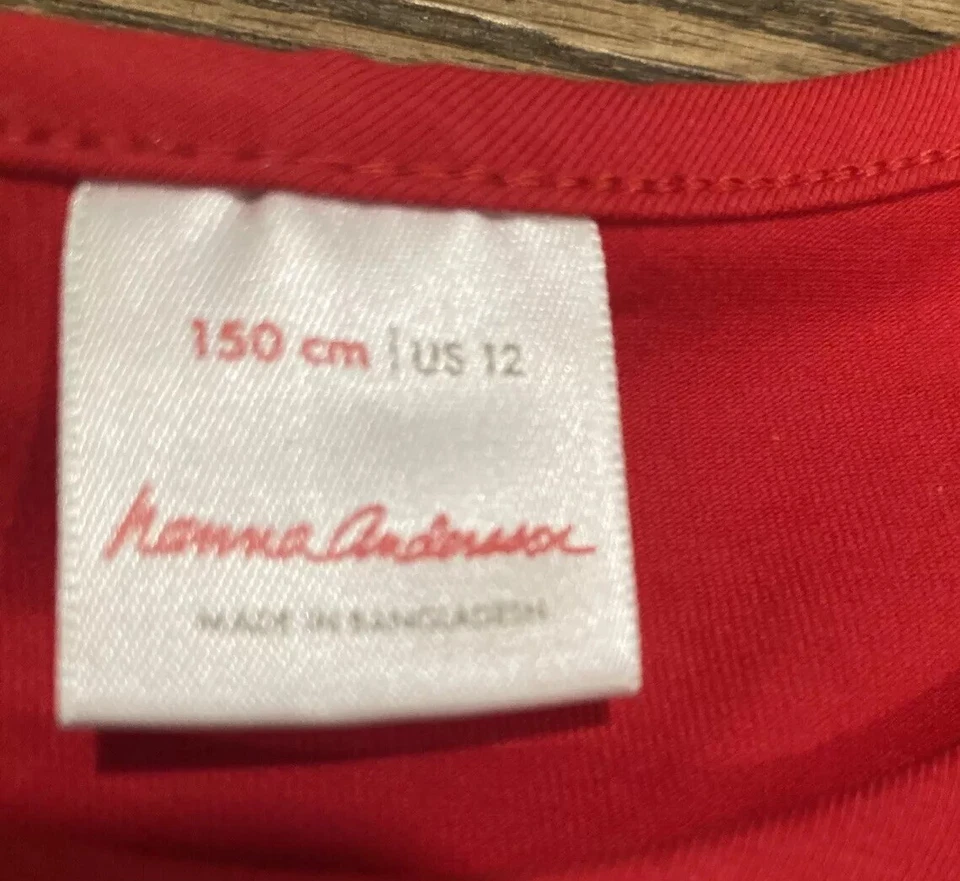 150 cm | US 12
hanna Andersson
MADE IN BANGLADESH